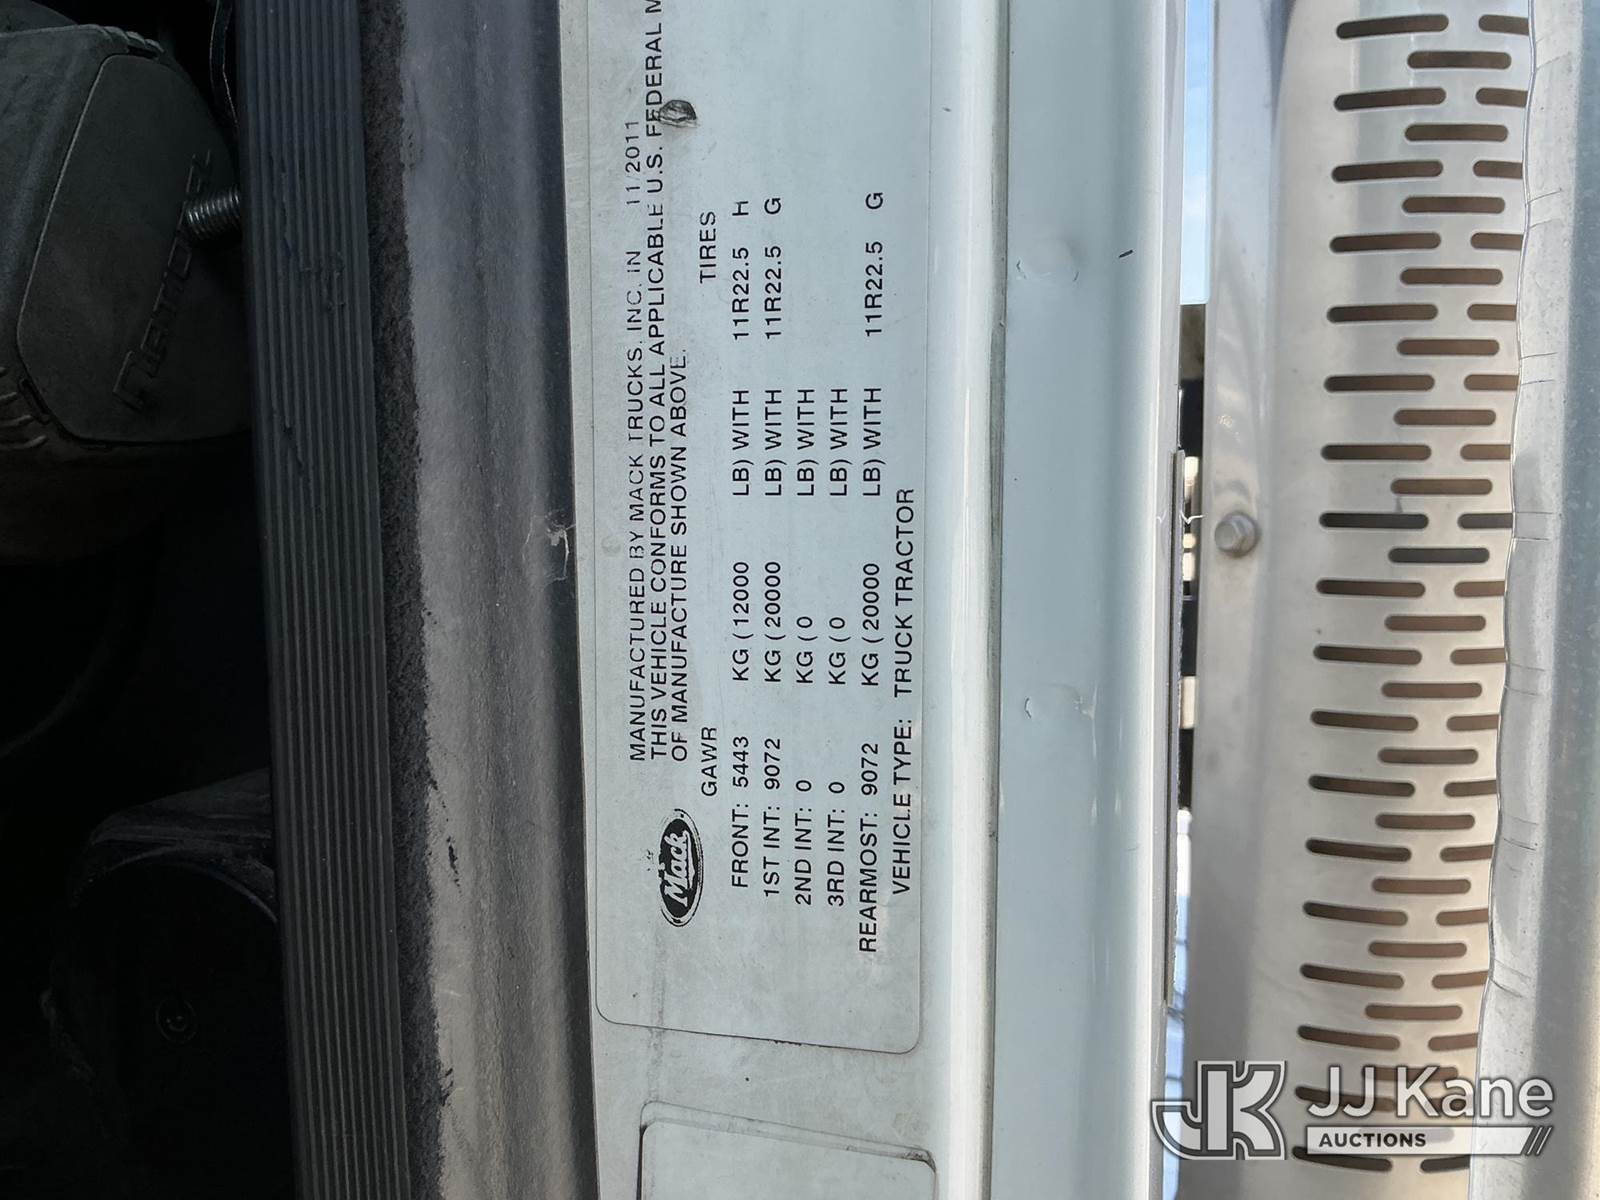 MANUFACTURED BY MACK TRUCKS, INC. IN 11/2011
THIS VEHICLE CONFORMS TO ALL APPLICABLE U.S. FEDERAL M
OF MANUFACTURE SHOWN ABOVE.
Mack
GAWR TIRES
FRONT: 5443 KG ( 12000 LB) WITH 11R22.5 H
1ST INT: 9072 KG ( 20000 LB) WITH 11R22.5 G
2ND INT: 0 KG ( 0 LB) WITH
3RD INT: 0 KG ( 0 LB) WITH
REARMOST: 9072 KG ( 20000 LB) WITH 11R22.5 G
VEHICLE TYPE: TRUCK TRACTOR
JK JJ Kane
AUCTIONS